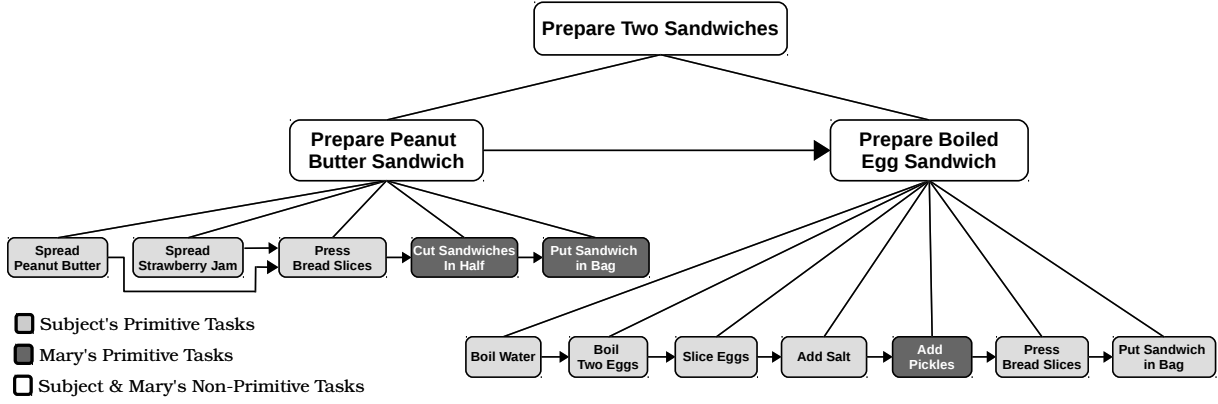 Prepare Two Sandwiches
Prepare Peanut
Butter Sandwich
Prepare Boiled
Egg Sandwich
Spread
Peanut Butter
Spread
Strawberry Jam
Press
Bread Slices
Cut Sandwiches
In Half
Put Sandwich
in Bag
Subject's Primitive Tasks
Mary's Primitive Tasks
Subject & Mary's Non-Primitive Tasks
Boil Water
Boil
Two Eggs
Slice Eggs
Add Salt
Add
Pickles
Press
Bread Slices
Put Sandwich
in Bag